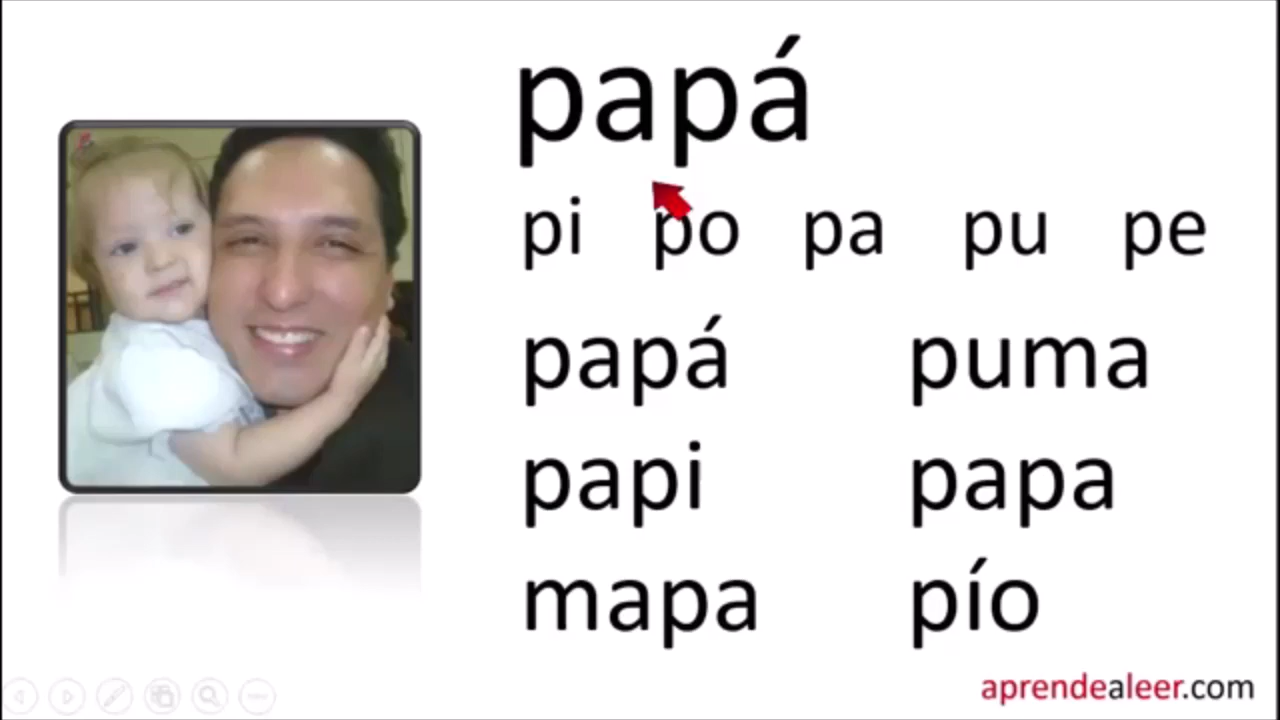 papá
pi po pa pu pe
papá puma
papi papa
mapa pío
aprendealeer.com